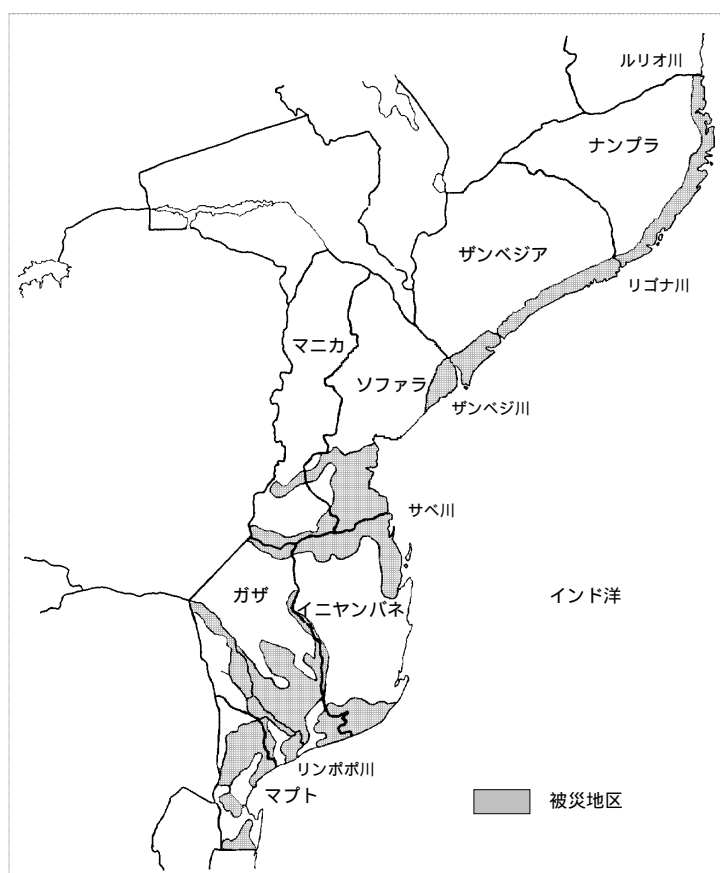 ルリオ川
ナンプラ
ザンベジア
リゴナ川
マニカ
ソファラ
ザンベジ川
サベ川
ガザ
イニヤンバネ
インド洋
リンポポ川
マプト
被災地区